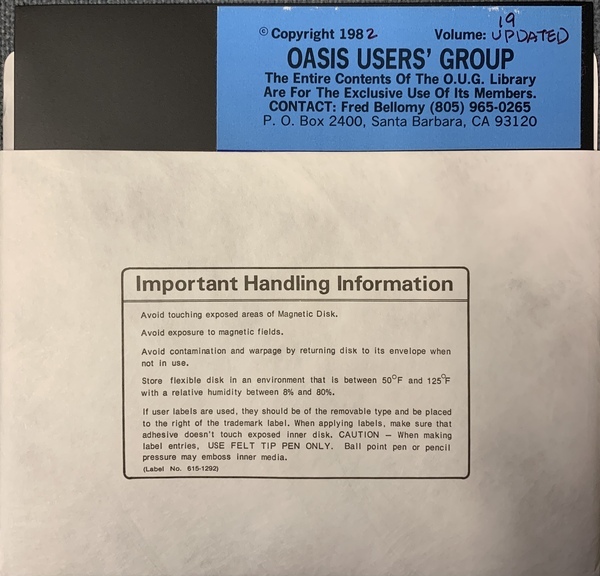 © Copyright 1982 Volume: 19 UPDATED
OASIS USERS' GROUP
The Entire Contents Of The O.U.G. Library
Are For The Exclusive Use Of Its Members.
CONTACT: Fred Bellomy (805) 965-0265
P. O. Box 2400, Santa Barbara, CA 93120
Important Handling Information
Avoid touching exposed areas of Magnetic Disk.
Avoid exposure to magnetic fields.
Avoid contamination and warpage by returning disk to its envelope when
not in use.
Store flexible disk in an environment that is between 50°F and 125°F
with a relative humidity between 8% and 80%.
If user labels are used, they should be of the removable type and be placed
to the right of the trademark label. When applying labels, make sure that
adhesive doesn't touch exposed inner disk. CAUTION — When making
label entries, USE FELT TIP PEN ONLY. Ball point pen or pencil
pressure may emboss inner media.
(Label No. 615-1292)